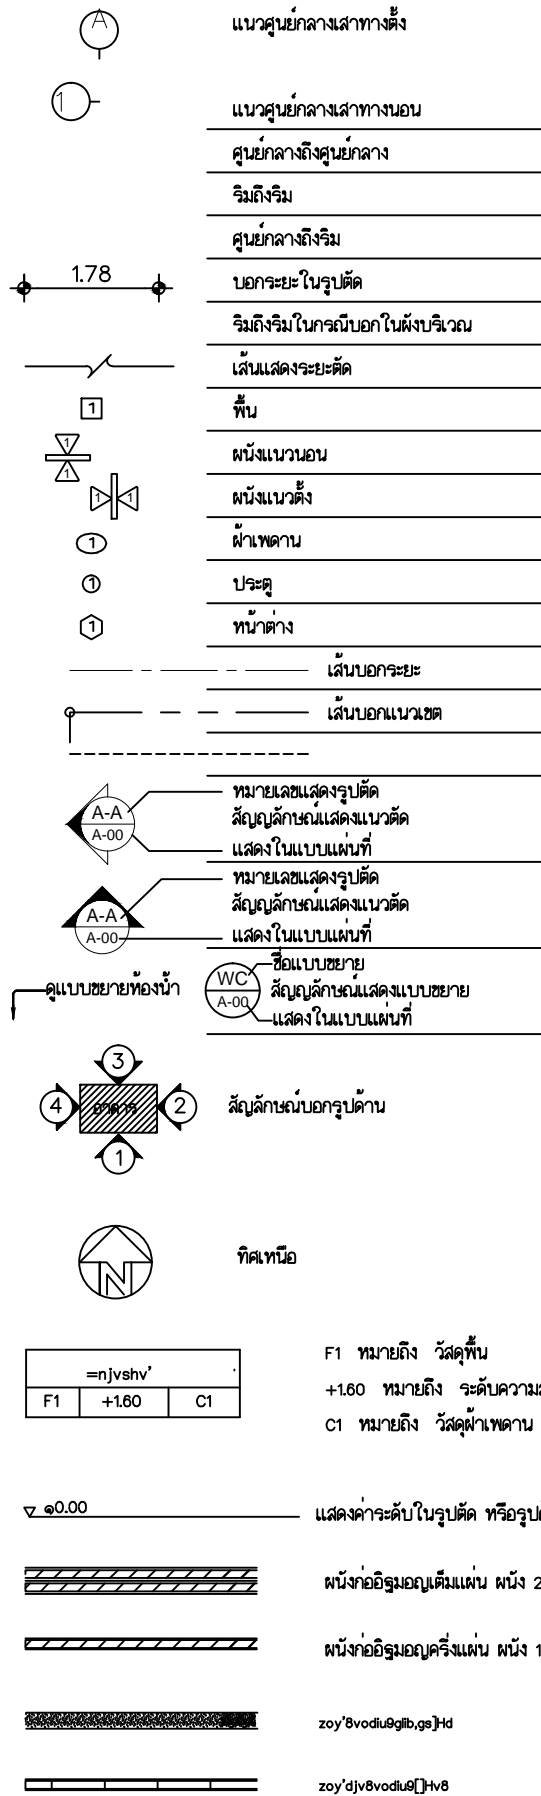 A แนวศูนย์กลางเสาทางตั้ง
1 แนวศูนย์กลางเสาทางนอน
ศูนย์กลางถึงศูนย์กลาง
ริมถึงริม
ศูนย์กลางถึงริม
1.78 บอกระยะในรูปตัด
ริมถึงริมในกรณีบอกในผังบริเวณ
เส้นแสดงระยะตัด
1 พื้น
1 1 ผนังแนวนอน
1 1 ผนังแนวตั้ง
1 ฝ้าเพดาน
1 ประตู
1 หน้าต่าง
เส้นบอกระยะ
เส้นบอกแนวเขต
หมายเลขแสดงรูปตัด
A-A สัญญลักษณ์แสดงแนวตัด
A-00 แสดงในแบบแผ่นที่
หมายเลขแสดงรูปตัด
A-A สัญญลักษณ์แสดงแนวตัด
A-00 แสดงในแบบแผ่นที่
ชื่อแบบขยาย
ดูแบบขยายห้องน้ำ WC สัญญลักษณ์แสดงแบบขยาย
A-00 แสดงในแบบแผ่นที่
3
4 อาคาร 2 สัญลักษณ์บอกรูปด้าน
1
N ทิศเหนือ
F1 หมายถึง วัสดุพื้น
=njvshv'
+1.60 หมายถึง ระดับความ
F1 +1.60 C1
C1 หมายถึง วัสดุฝ้าเพดาน
๑0.00 แสดงค่าระดับในรูปตัด หรือรูป
ผนังก่ออิฐมอญเต็มแผ่น ผนัง 2
ผนังก่ออิฐมอญครึ่งแผ่น ผนัง 1
zoy'8vodiu9glib,gs]Hd
zoy'djv8vodiu9[]Hv8